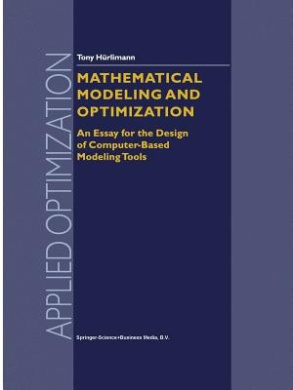 APPLIED OPTIMIZATION
Tony Hürlimann
MATHEMATICAL
MODELING AND
OPTIMIZATION
An Essay for the Design
of Computer-Based
Modeling Tools
Springer-Science+Business Media, B.V.